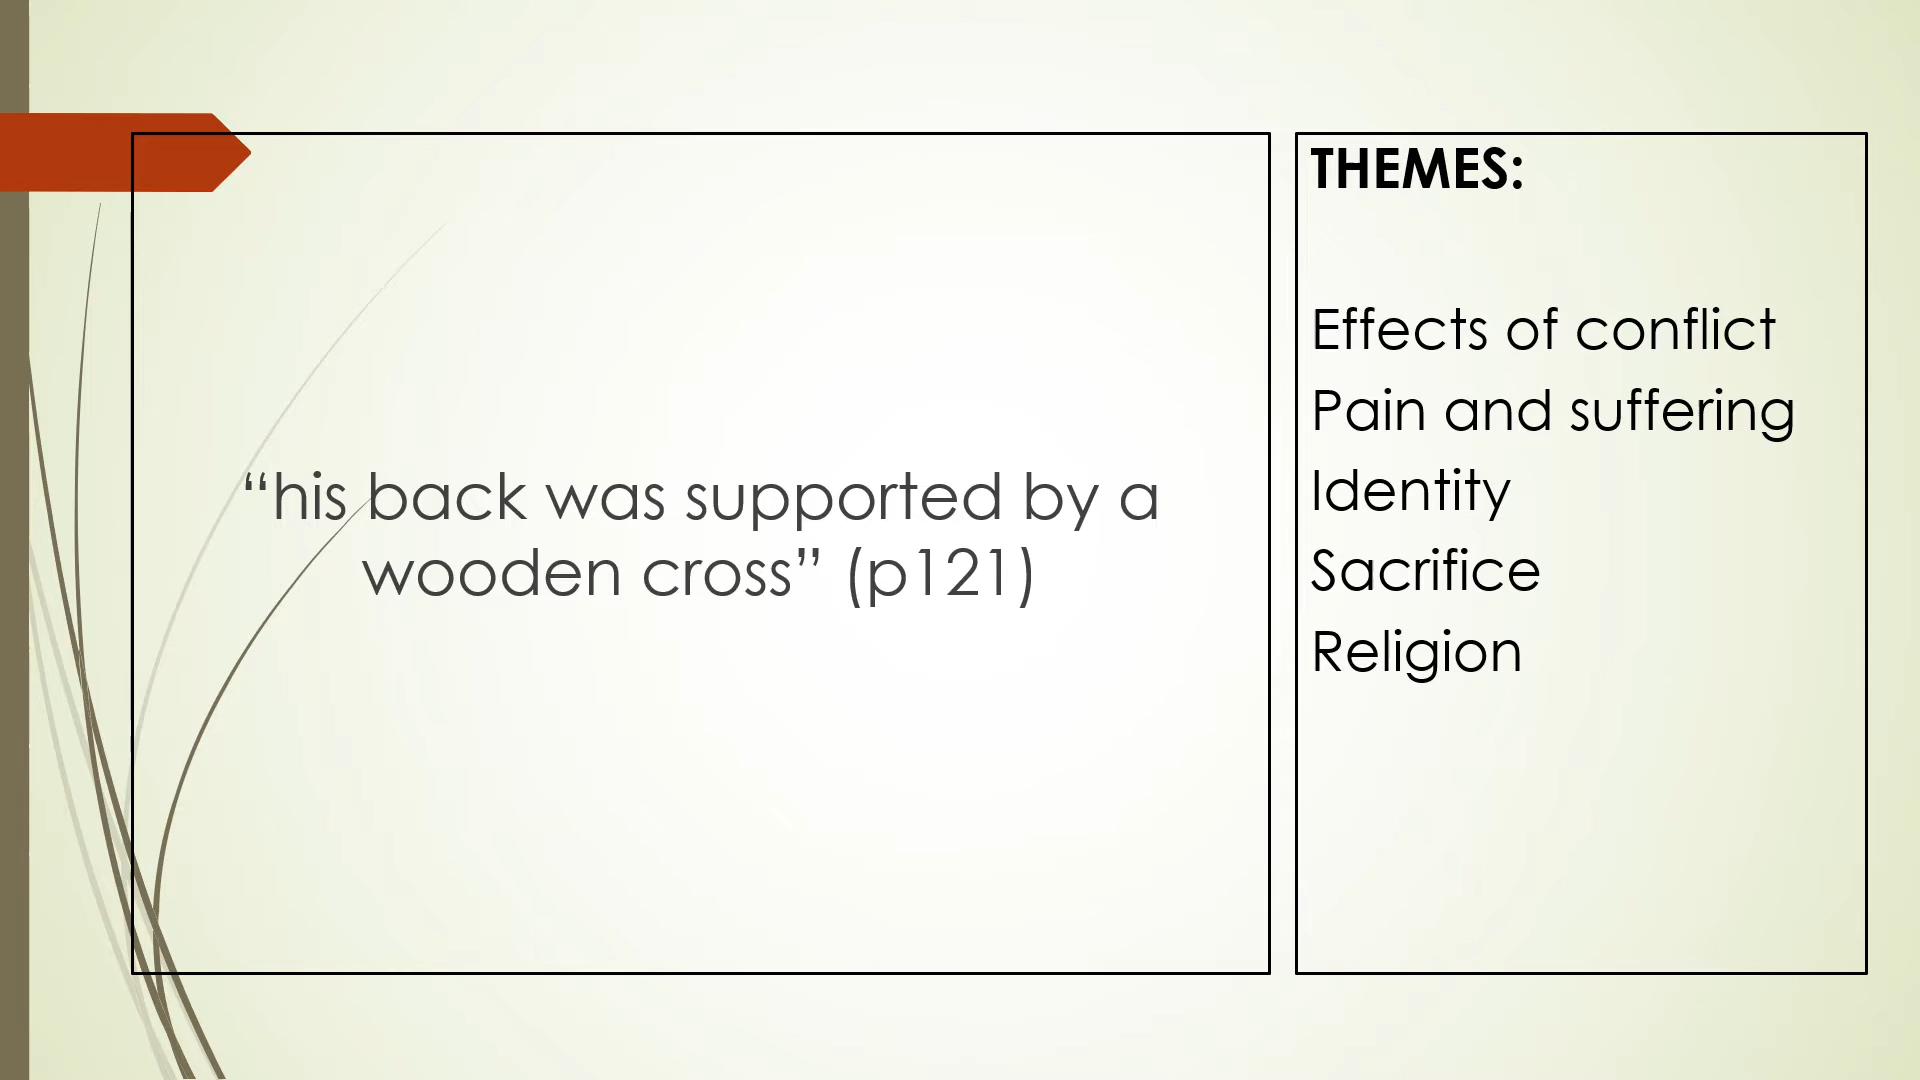 “his back was supported by a
wooden cross” (p121)
THEMES:
Effects of conflict
Pain and suffering
Identity
Sacrifice
Religion